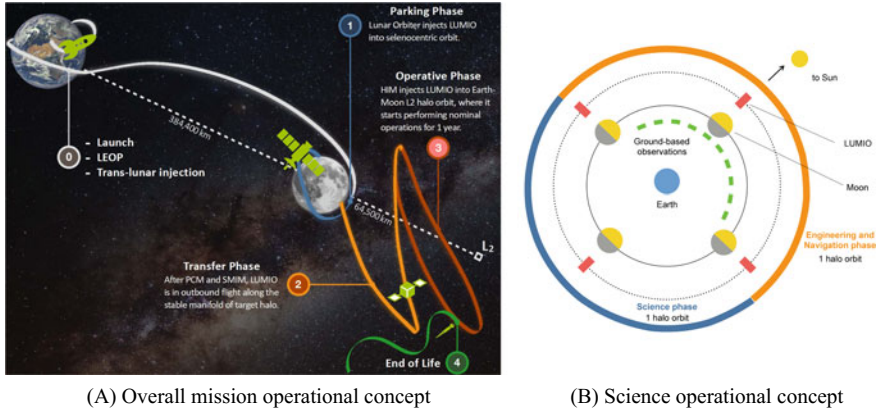 Parking Phase
Lunar Orbiter injects LUMIO
into selenocentric orbit.
1
Operative Phase
HIM injects LUMIO into Earth-
Moon L2 halo orbit, where it
starts performing nominal
operations for 1 year.
3
384,400 km
0
- Launch
- LEOP
- Trans-lunar injection
64,500 km
L2
Transfer Phase
After PCM and SMIM, LUMIO
is in outbound flight along the
stable manifold of target halo.
2
End of Life
4
(A) Overall mission operational concept
to Sun
Ground-based
observations
LUMIO
Moon
Earth
Engineering and
Navigation phase
1 halo orbit
Science phase
1 halo orbit
(B) Science operational concept